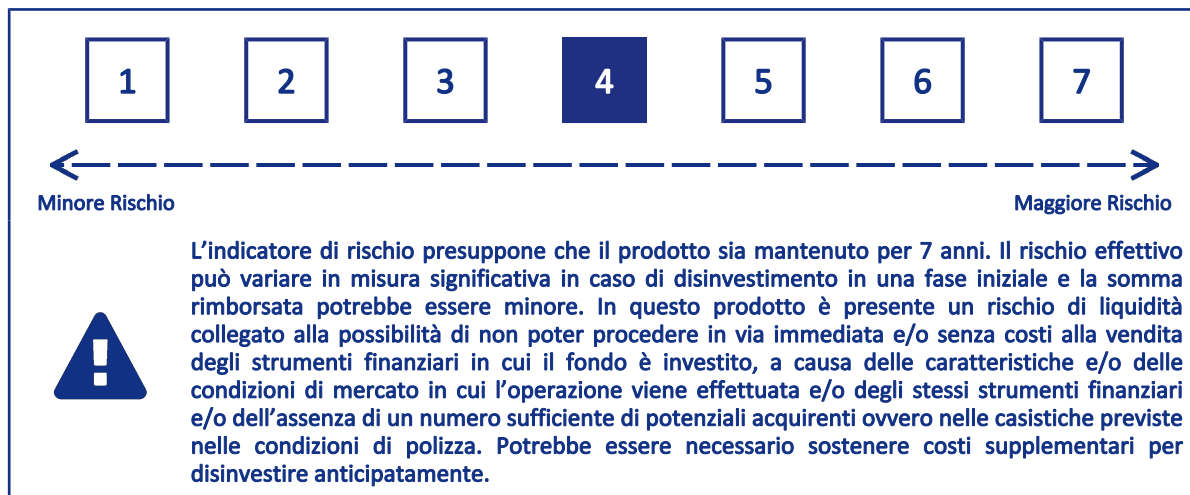 1 2 3 4 5 6 7
Minore Rischio Maggiore Rischio
L’indicatore di rischio presuppone che il prodotto sia mantenuto per 7 anni. Il rischio effettivo
può variare in misura significativa in caso di disinvestimento in una fase iniziale e la somma
rimborsata potrebbe essere minore. In questo prodotto è presente un rischio di liquidità
collegato alla possibilità di non poter procedere in via immediata e/o senza costi alla vendita
degli strumenti finanziari in cui il fondo è investito, a causa delle caratteristiche e/o delle
condizioni di mercato in cui l’operazione viene effettuata e/o degli stessi strumenti finanziari
e/o dell’assenza di un numero sufficiente di potenziali acquirenti ovvero nelle casistiche previste
nelle condizioni di polizza. Potrebbe essere necessario sostenere costi supplementari per
disinvestire anticipatamente.